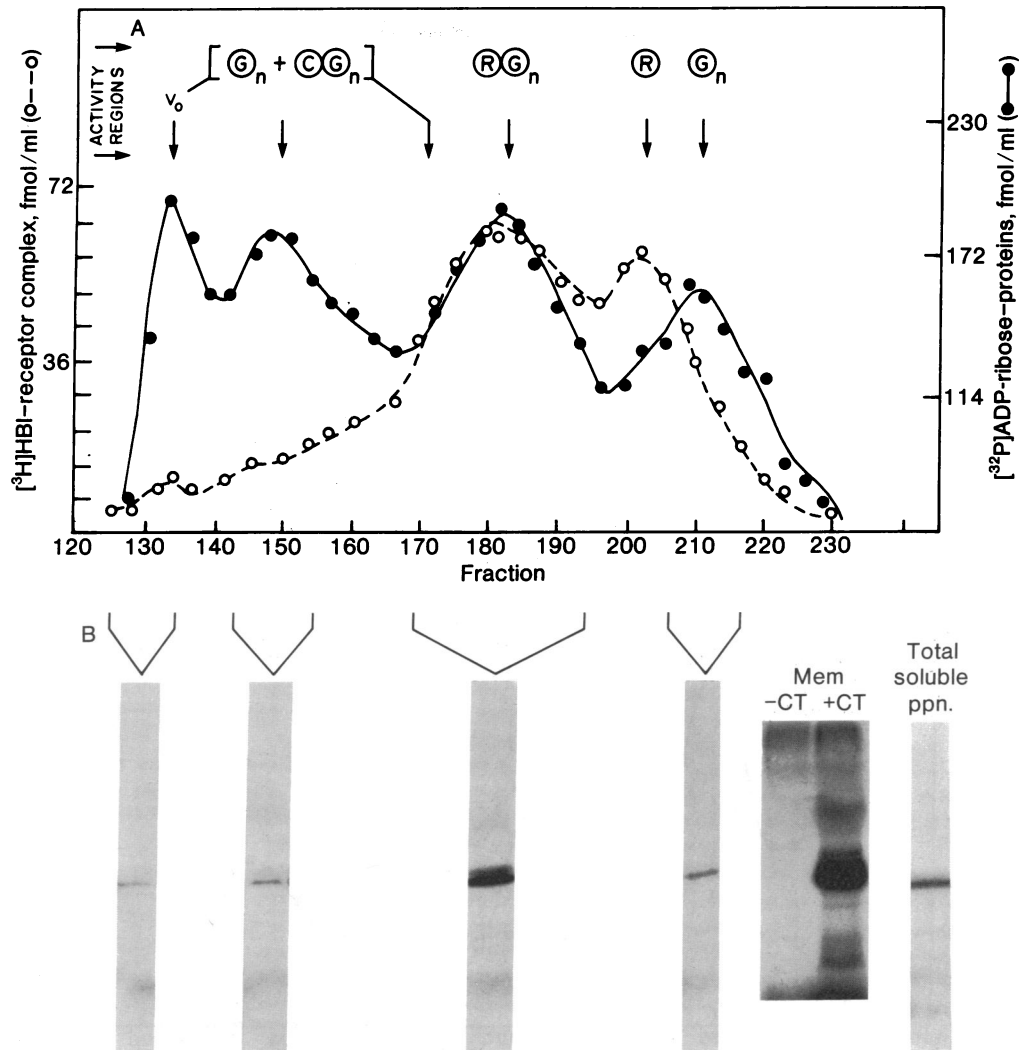 A
ACTIVITY
REGIONS
[Gn + CGn]
RGn
R
Gn
Vo
[³H]HBI–receptor complex, fmol/ml (o--o)
72
36
[³²P]ADP-ribose–proteins, fmol/ml (●—●)
230
172
114
120 130 140 150 160 170 180 190 200 210 220 230
Fraction
B
Mem
−CT +CT
Total
soluble
ppn.